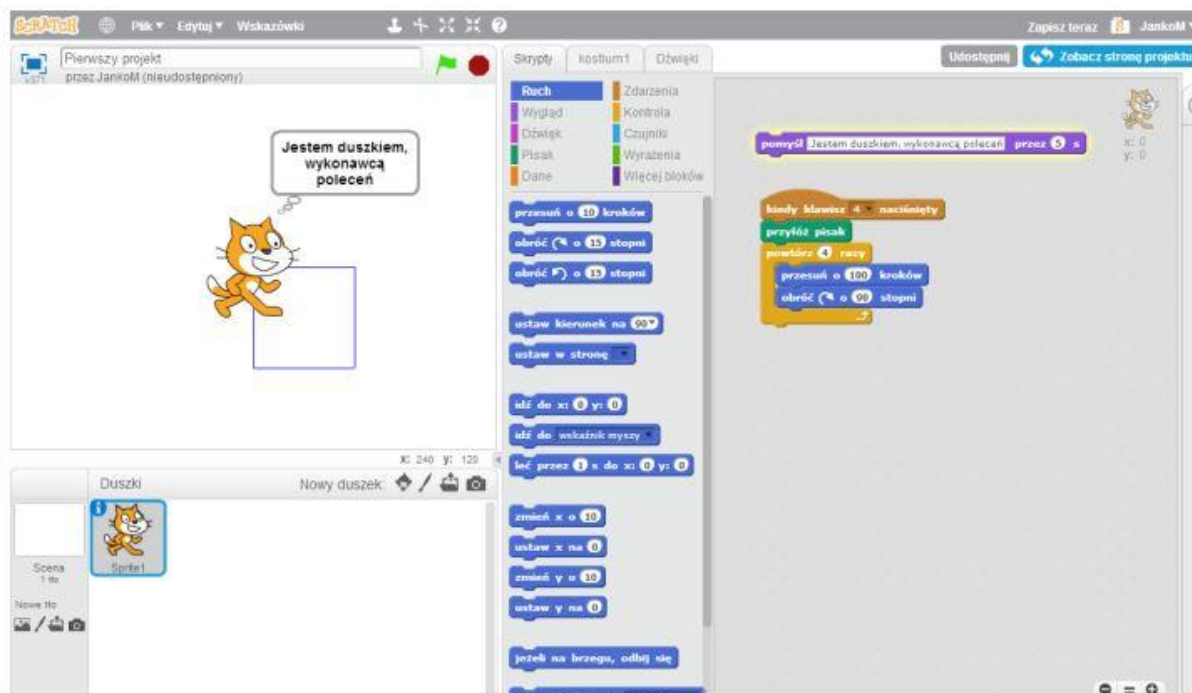 SCRATCH Plik Edytuj Wskazówki Zapisz teraz JankoM
Pierwszy projekt
przez JankoM (nieudostępniony)
v371
Skrypty kostium1 Dźwięki
Udostępnij Zobacz stronę projektu
Jestem duszkiem,
wykonawcą
poleceń
x: 240 y: 120
Duszki Nowy duszek:
Scena
1 tło
Nowe tło
Sprite1
Ruch Zdarzenia
Wygląd Kontrola
Dźwięk Czujniki
Pisak Wyrażenia
Dane Więcej bloków
przesuń o 10 kroków
obróć o 15 stopni
obróć o 15 stopni
ustaw kierunek na 90
ustaw w stronę
idź do x: 0 y: 0
idź do wskaźnik myszy
leć przez 1 s do x: 0 y: 0
zmień x o 10
ustaw x na 0
zmień y o 10
ustaw y na 0
jeżeli na brzegu, odbij się
pomyśl Jestem duszkiem, wykonawcą poleceń przez 5 s
x: 0
y: 0
kiedy klawisz 4 naciśnięty
przyłóż pisak
powtórz 4 razy
przesuń o 100 kroków
obróć o 90 stopni